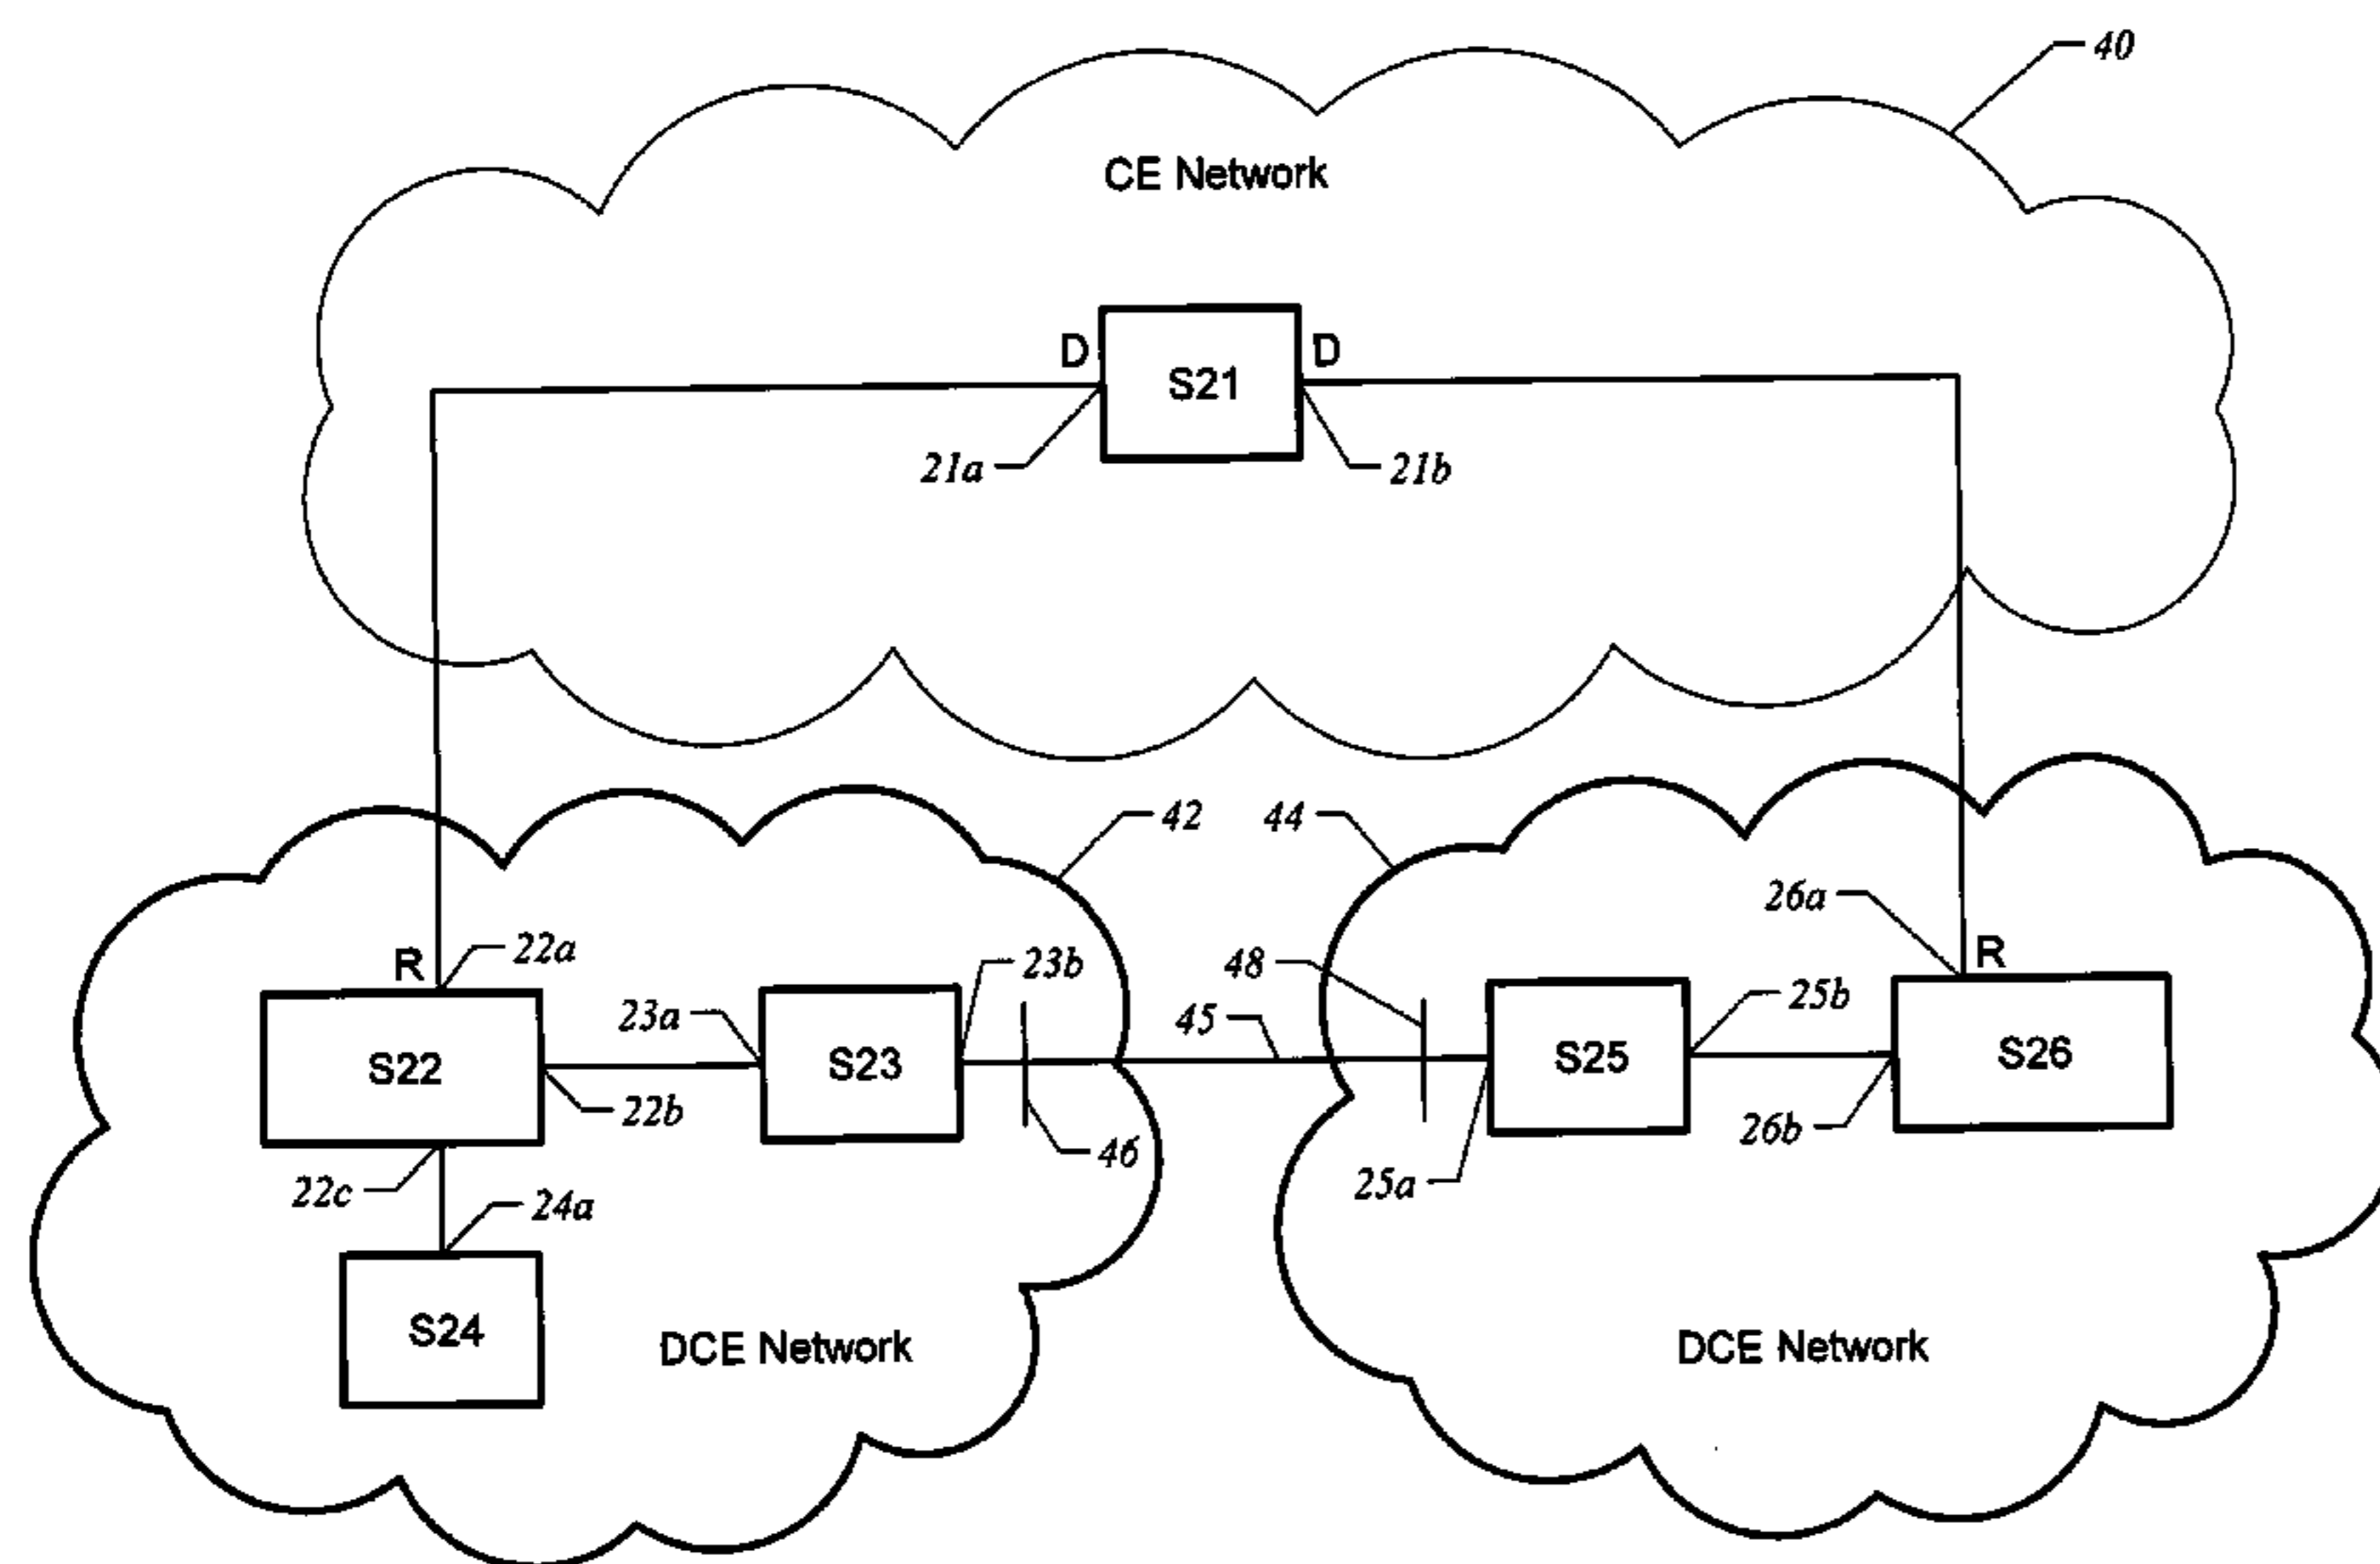 40
CE Network
D
D
S21
21a
21b
42
44
26a
R
22a
23b
48
R
23a
45
25b
S22
S23
S25
S26
22b
46
26b
22c
24a
25a
S24
DCE Network
DCE Network